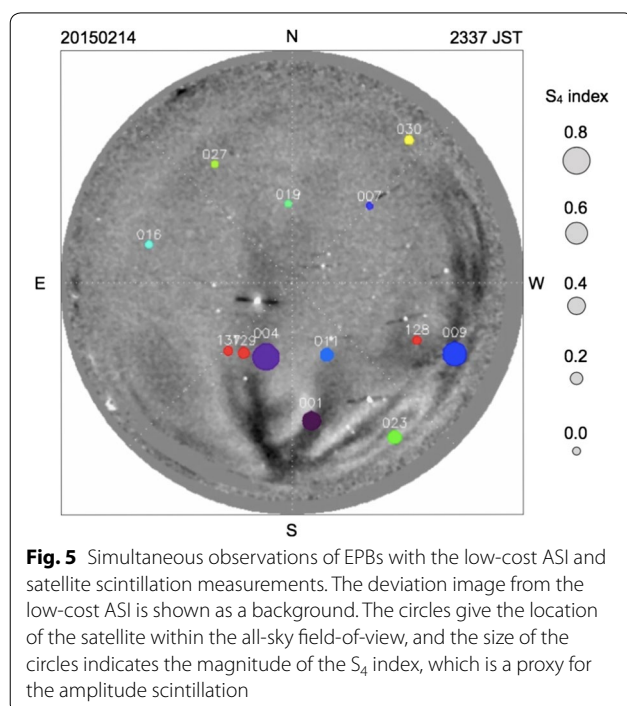 20150214 N 2337 JST
S₄ index
030
0.8
027
019 007
0.6
016
E W
0.4
128 009
129 004 011
0.2
001
023
0.0
S
Fig. 5 Simultaneous observations of EPBs with the low-cost ASI and
satellite scintillation measurements. The deviation image from the
low-cost ASI is shown as a background. The circles give the location
of the satellite within the all-sky field-of-view, and the size of the
circles indicates the magnitude of the S₄ index, which is a proxy for
the amplitude scintillation